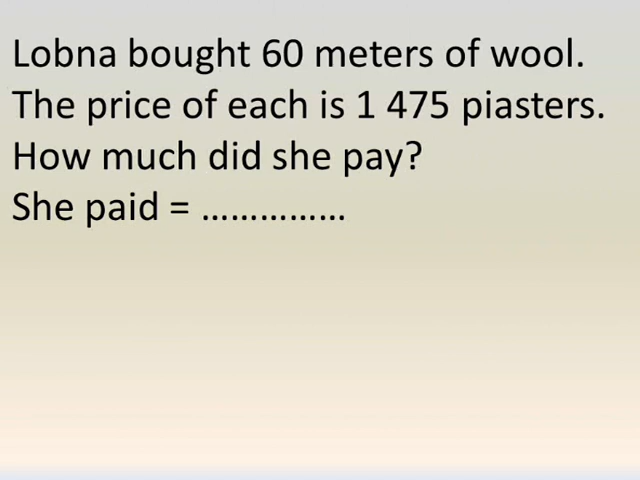 Lobna bought 60 meters of wool.
The price of each is 1 475 piasters.
How much did she pay?
She paid = ...............